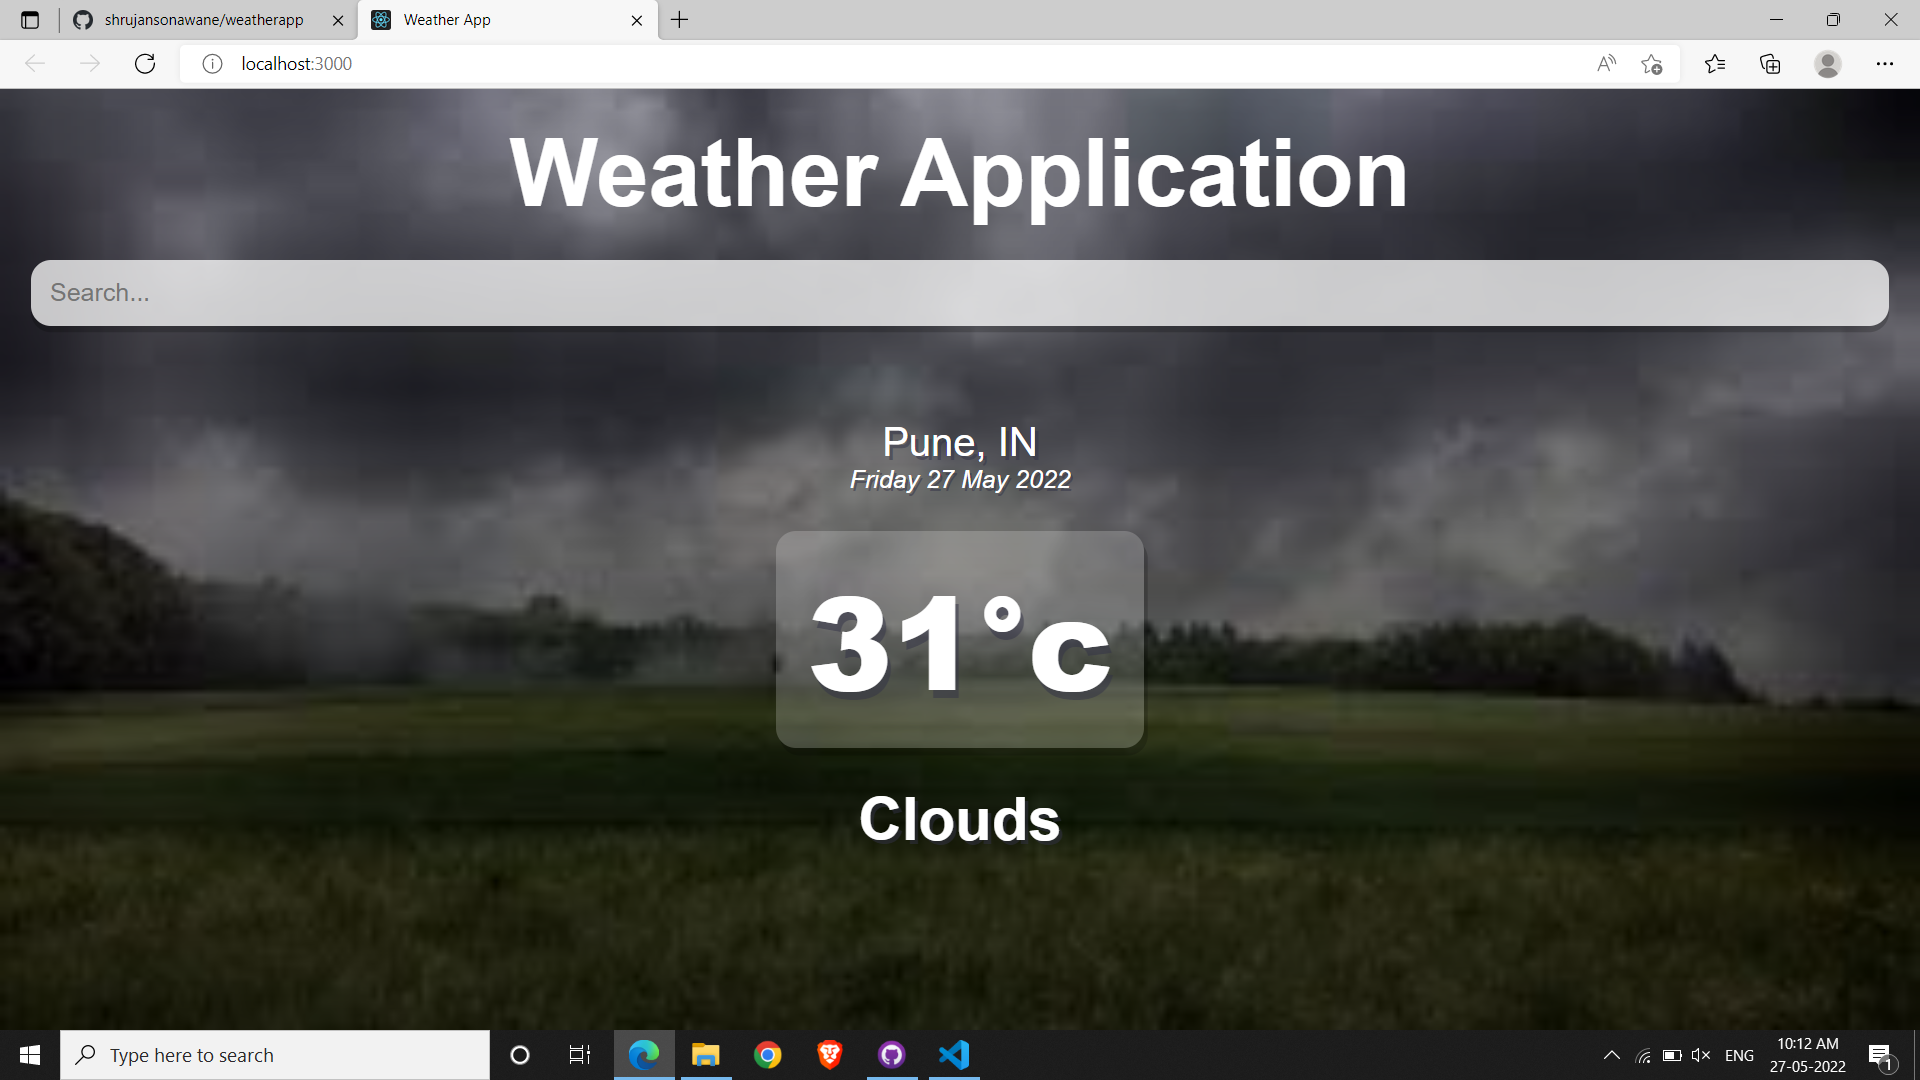 shrujansonawane/weatherapp
Weather App
localhost:3000
Weather Application
Search...
Pune, IN
Friday 27 May 2022
31°c
Clouds
Type here to search
ENG
10:12 AM
27-05-2022
1